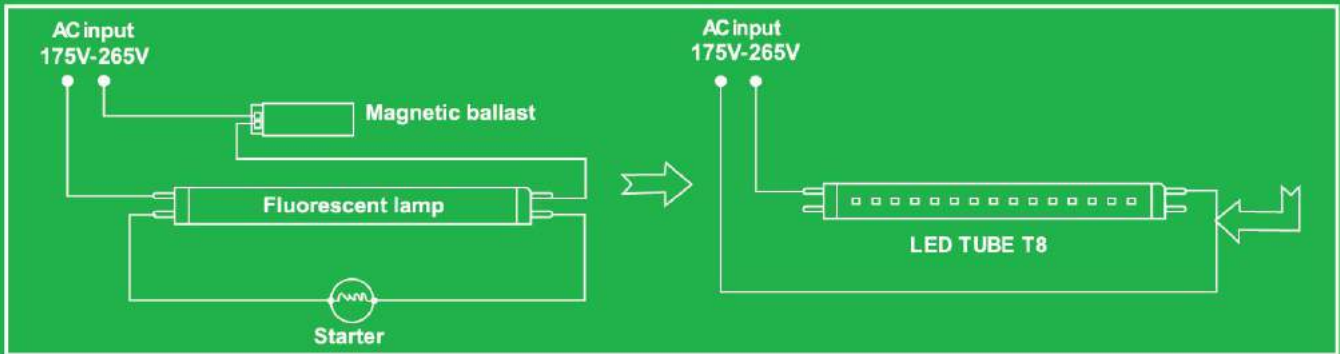 AC input
175V-265V
Magnetic ballast
Fluorescent lamp
Starter
AC input
175V-265V
LED TUBE T8